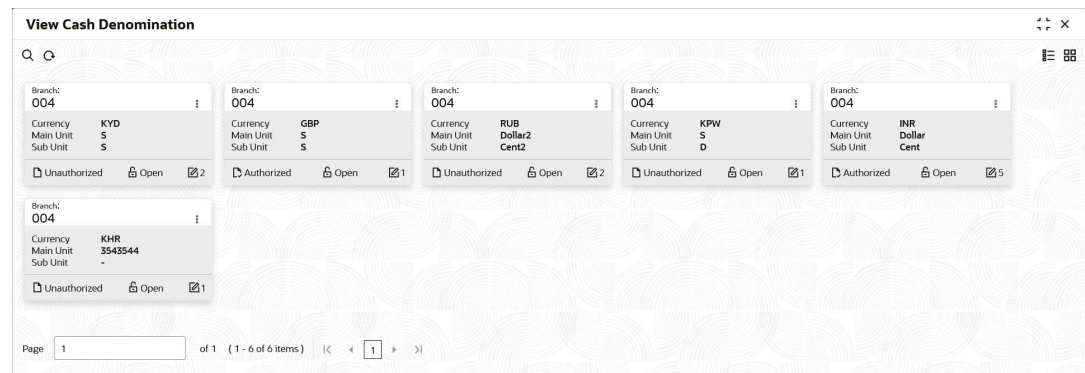 View Cash Denomination
Branch:
004
Currency KYD
Main Unit S
Sub Unit S
Unauthorized Open 2
Branch:
004
Currency GBP
Main Unit S
Sub Unit S
Authorized Open 1
Branch:
004
Currency RUB
Main Unit Dollar2
Sub Unit Cent2
Unauthorized Open 2
Branch:
004
Currency KPW
Main Unit S
Sub Unit D
Unauthorized Open 1
Branch:
004
Currency INR
Main Unit Dollar
Sub Unit Cent
Authorized Open 5
Branch:
004
Currency KHR
Main Unit 3543544
Sub Unit -
Unauthorized Open 1
Page 1 of 1 ( 1 - 6 of 6 items ) 1